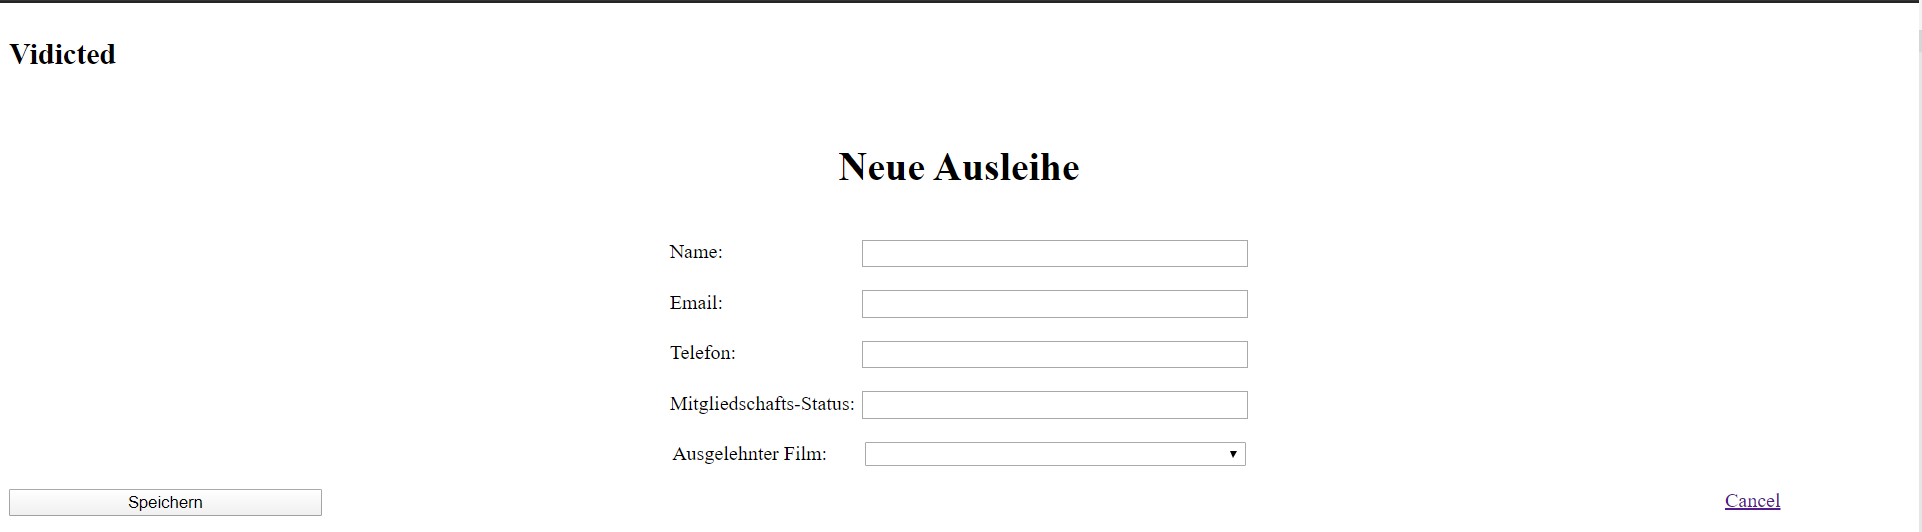 Vidicted
Neue Ausleihe
Name:
Email:
Telefon:
Mitgliedschafts-Status:
Ausgelehnter Film:
Speichern
Cancel